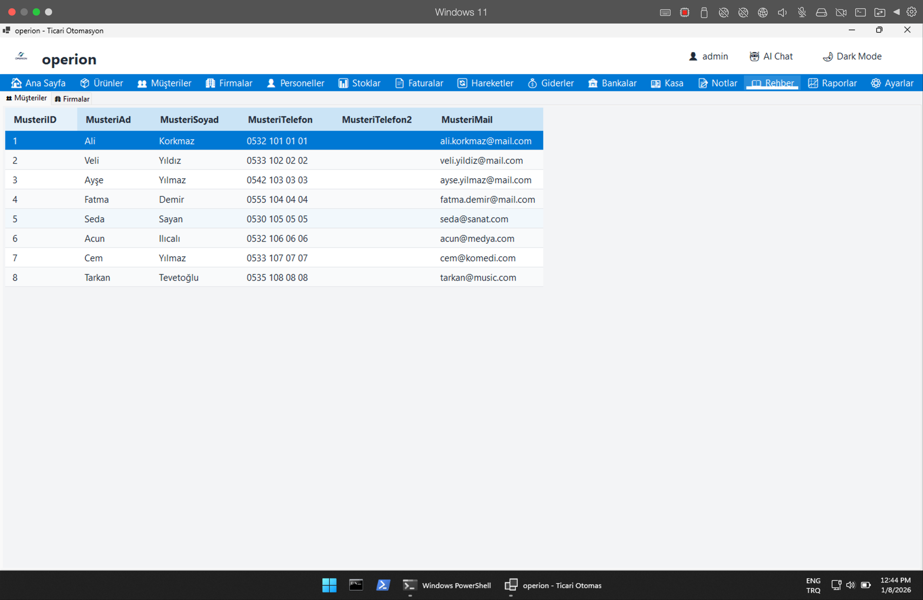 Windows 11
operion - Ticari Otomasyon
operion
admin
AI Chat
Dark Mode
Ana Sayfa Ürünler Müşteriler Firmalar Personeller Stoklar Faturalar Hareketler Giderler Bankalar Kasa Notlar Rehber Raporlar Ayarlar
Müşteriler Firmalar
MusteriID MusteriAd MusteriSoyad MusteriTelefon MusteriTelefon2 MusteriMail
1 Ali Korkmaz 0532 101 01 01 ali.korkmaz@mail.com
2 Veli Yıldız 0533 102 02 02 veli.yildiz@mail.com
3 Ayşe Yılmaz 0542 103 03 03 ayse.yilmaz@mail.com
4 Fatma Demir 0555 104 04 04 fatma.demir@mail.com
5 Seda Sayan 0530 105 05 05 seda@sanat.com
6 Acun Ilıcalı 0532 106 06 06 acun@medya.com
7 Cem Yılmaz 0533 107 07 07 cem@komedi.com
8 Tarkan Tevetoğlu 0535 108 08 08 tarkan@music.com
Windows PowerShell
operion - Ticari Otomas
ENG
TRQ
12:44 PM
1/8/2026